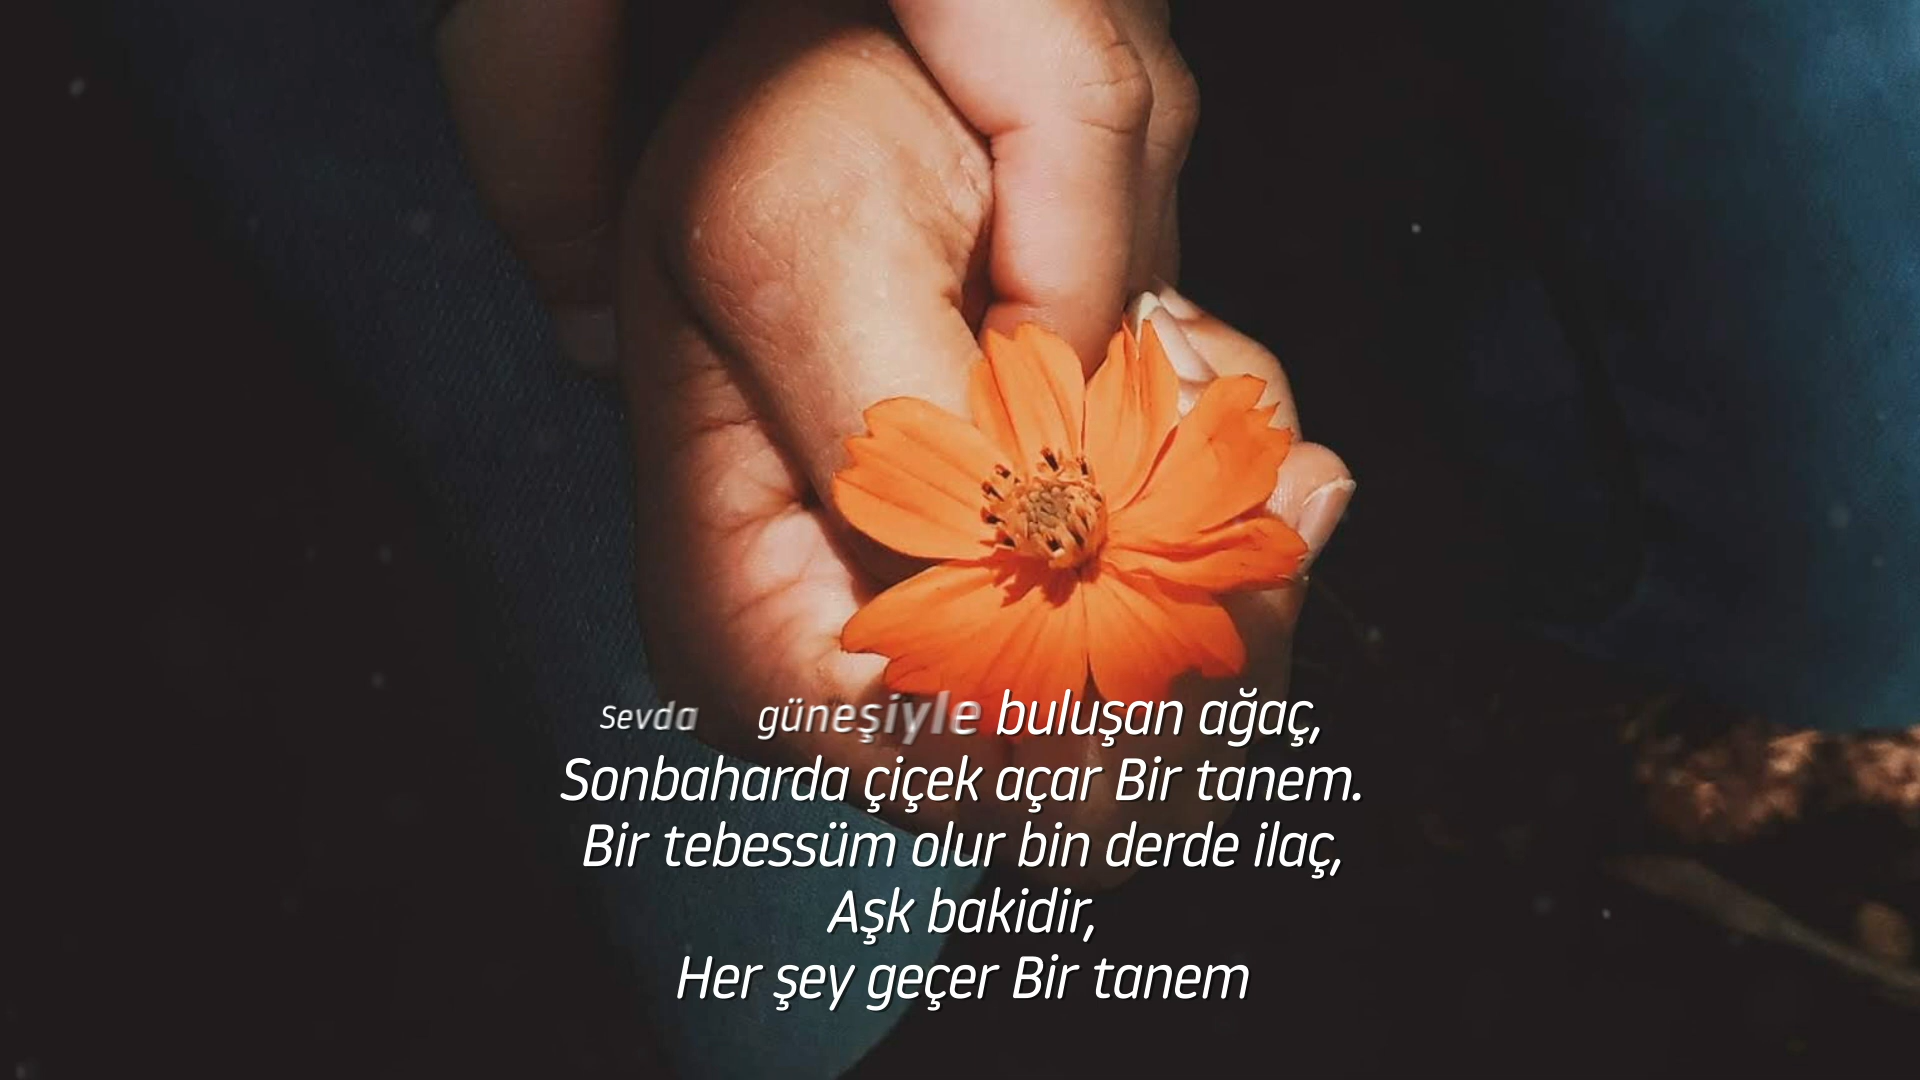 Sevda güneşiyle buluşan ağaç,
Sonbaharda çiçek açar Bir tanem.
Bir tebessüm olur bin derde ilaç,
Aşk bakidir,
Her şey geçer Bir tanem